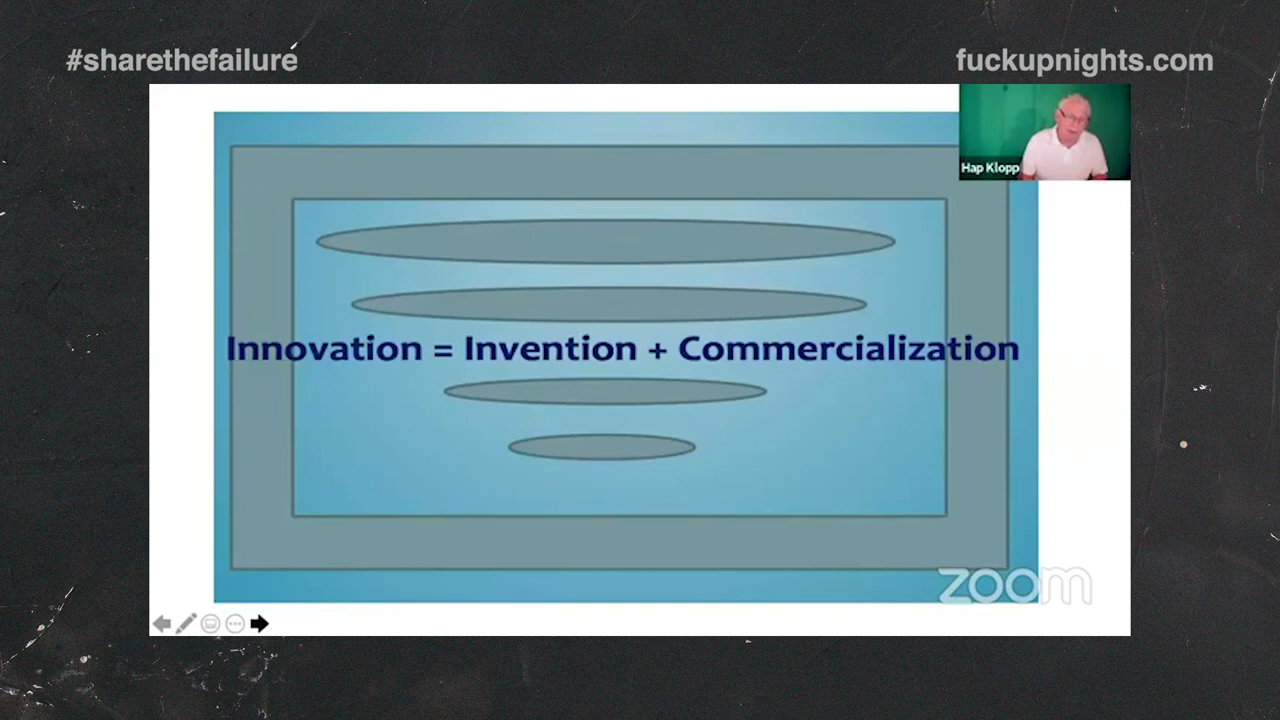 #sharethefailure
fuckupnights.com
Hap Klopp
Innovation = Invention + Commercialization
zoom